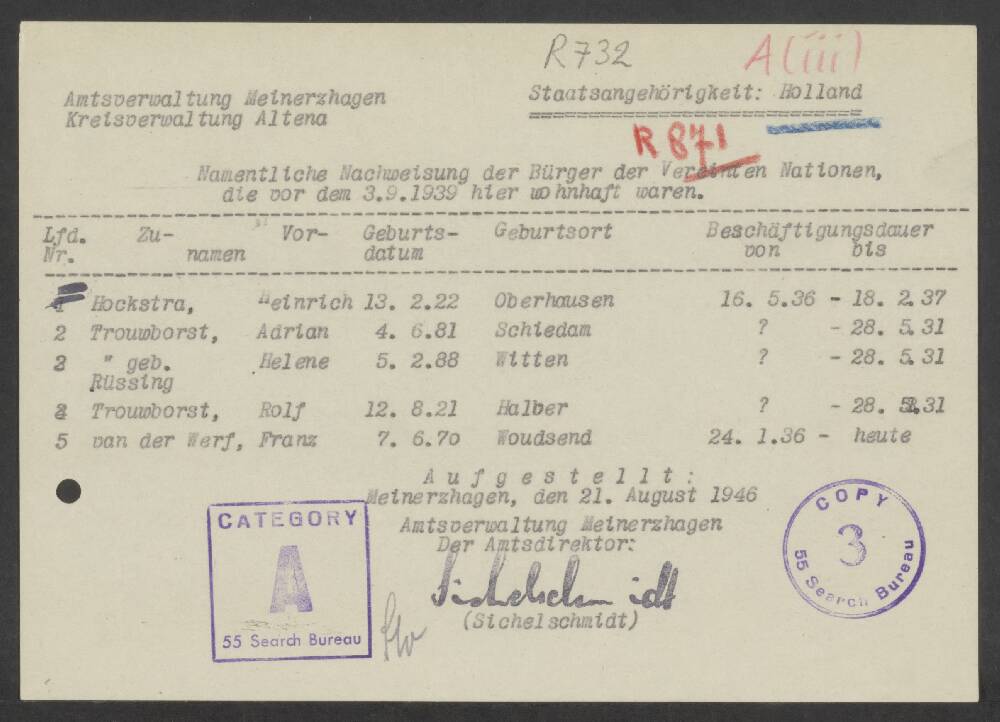 R732
A(iii)
Amtsverwaltung Meinerzhagen
Kreisverwaltung Altena
Staatsangehörigkeit: Holland
R 871
Namentliche Nachweisung der Bürger der Vereinten Nationen,
die vor dem 3.9.1939 hier wohnhaft waren.
Lfd. Zu- Vor- Geburts- Geburtsort Beschäftigungsdauer
Nr. namen datum von bis
1 Hockstra, Heinrich 13. 2.22 Oberhausen 16. 5.36 - 18. 2.37
2 Trouwborst, Adrian 4. 6.81 Schiedam ? - 28. 5.31
3 " geb. Helene 5. 2.88 Witten ? - 28. 5.31
Rüssing
4 Trouwborst, Rolf 12. 8.21 Halver ? - 28. 5.31
5 van der Werf, Franz 7. 6.70 Woudsend 24. 1.36 - heute
Aufgestellt:
Meinerzhagen, den 21. August 1946
Amtsverwaltung Meinerzhagen
Der Amtsdirektor:
Sichelschmidt
(Sichelschmidt)
CATEGORY
A
55 Search Bureau
COPY
3
55 Search Bureau